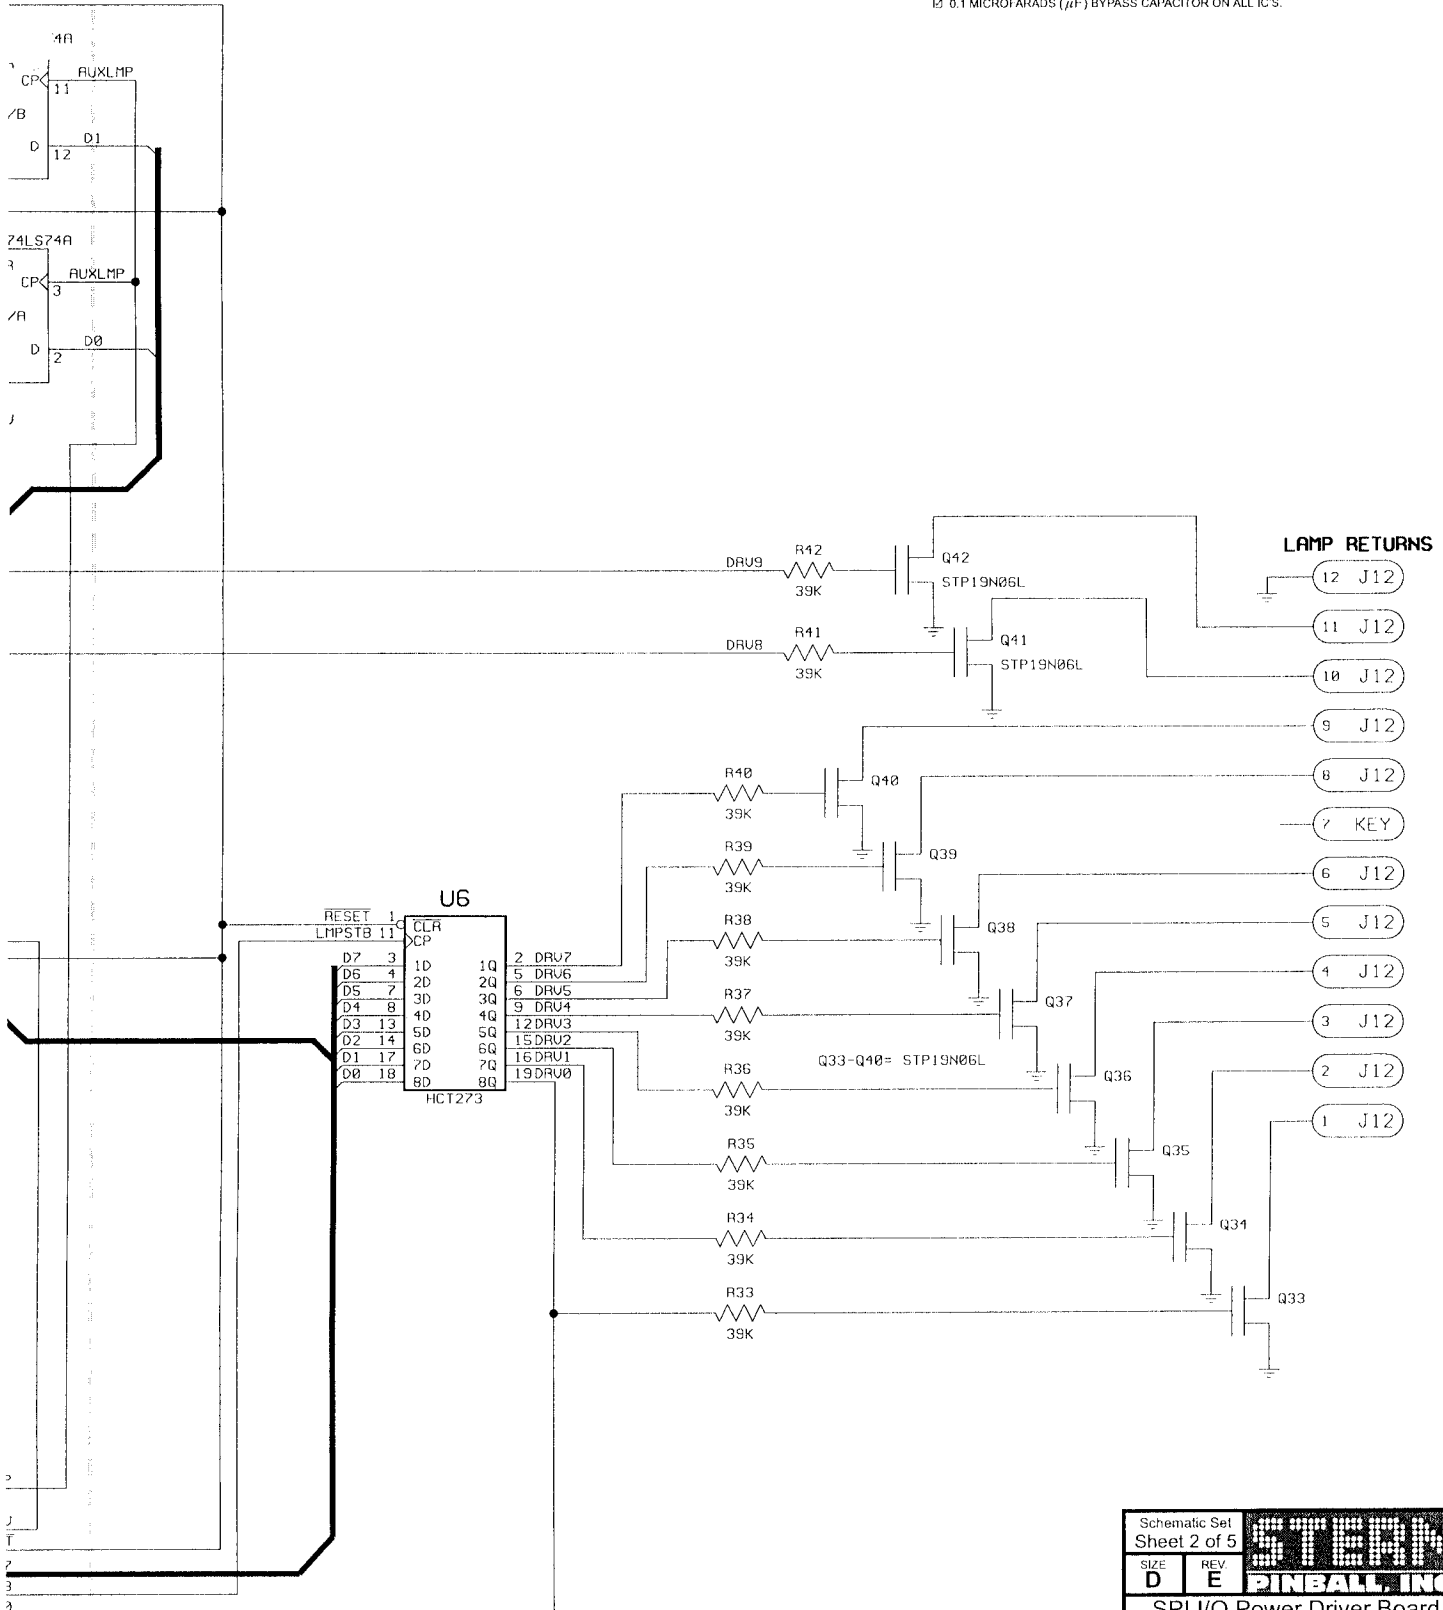 ☑ 0.1 MICROFARADS (μF) BYPASS CAPACITOR ON ALL IC'S.
4A
AUXLMP
CP
11
/B
D1
D
12
74LS74A
AUXLMP
CP
3
/A
D0
D
2
LAMP RETURNS
DRV9
R42
39K
Q42
STP19N06L
12 J12
11 J12
DRV8
R41
39K
Q41
STP19N06L
10 J12
9 J12
R40
39K
Q40
8 J12
7 KEY
R39
39K
Q39
6 J12
U6
RESET 1
CLR
LMPSTB 11
CP
R38
39K
Q38
5 J12
D7 3 1D 1Q 2 DRV7
D6 4 2D 2Q 5 DRV6
D5 7 3D 3Q 6 DRV5
D4 8 4D 4Q 9 DRV4
D3 13 5D 5Q 12 DRV3
D2 14 6D 6Q 15 DRV2
D1 17 7D 7Q 16 DRV1
D0 18 8D 8Q 19 DRV0
HCT273
4 J12
R37
39K
Q37
3 J12
Q33-Q40= STP19N06L
R36
39K
Q36
2 J12
1 J12
R35
39K
Q35
R34
39K
Q34
R33
39K
Q33
Schematic Set
Sheet 2 of 5
SIZE
D
REV.
E
STERN
PINBALL, INC
SPI I/O Power Driver Board